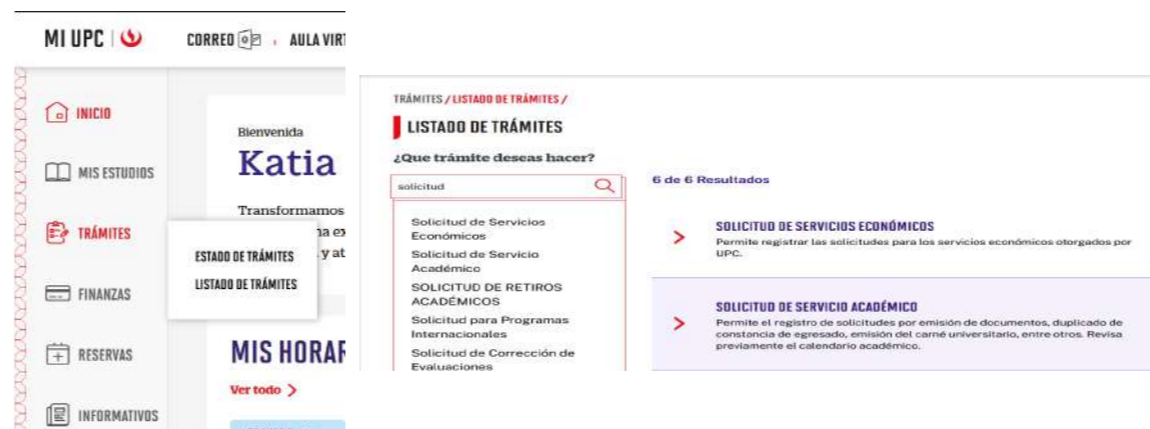 MI UPC
CORREO
AULA VIRT
INICIO
MIS ESTUDIOS
TRÁMITES
FINANZAS
RESERVAS
INFORMATIVOS
ESTADO DE TRÁMITES
LISTADO DE TRÁMITES
Bienvenida
Katia
Transformamos
na ex
y at
MIS HORAR
Ver todo
TRÁMITES / LISTADO DE TRÁMITES /
LISTADO DE TRÁMITES
¿Que trámite deseas hacer?
solicitud
Solicitud de Servicios
Económicos
Solicitud de Servicio
Académico
SOLICITUD DE RETIROS
ACADÉMICOS
Solicitud para Programas
Internacionales
Solicitud de Corrección de
Evaluaciones
6 de 6 Resultados
SOLICITUD DE SERVICIOS ECONÓMICOS
Permite registrar las solicitudes para los servicios económicos otorgados por
UPC.
SOLICITUD DE SERVICIO ACADÉMICO
Permite el registro de solicitudes por emisión de documentos, duplicado de
constancia de egresado, emisión del carné universitario, entre otros. Revisa
previamente el calendario académico.